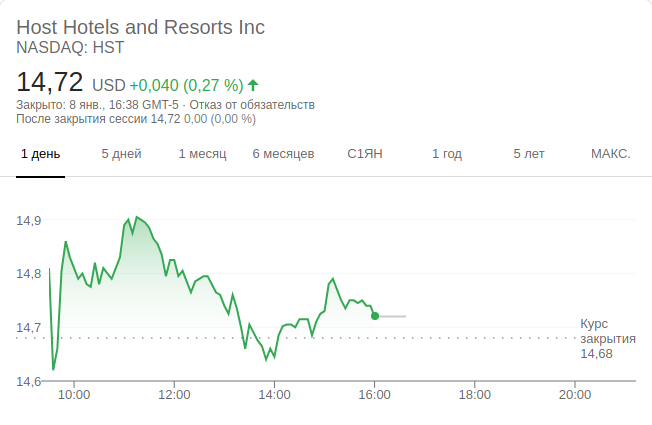 Host Hotels and Resorts Inc
NASDAQ: HST
14,72 USD +0,040 (0,27 %)
Закрыто: 8 янв., 16:38 GMT-5 · Отказ от обязательств
После закрытия сессии 14,72 0,00 (0,00 %)
1 день 5 дней 1 месяц 6 месяцев С1ЯН 1 год 5 лет МАКС.
14,9
14,8
14,7
Курс
закрытия
14,68
14,6
10:00 12:00 14:00 16:00 18:00 20:00